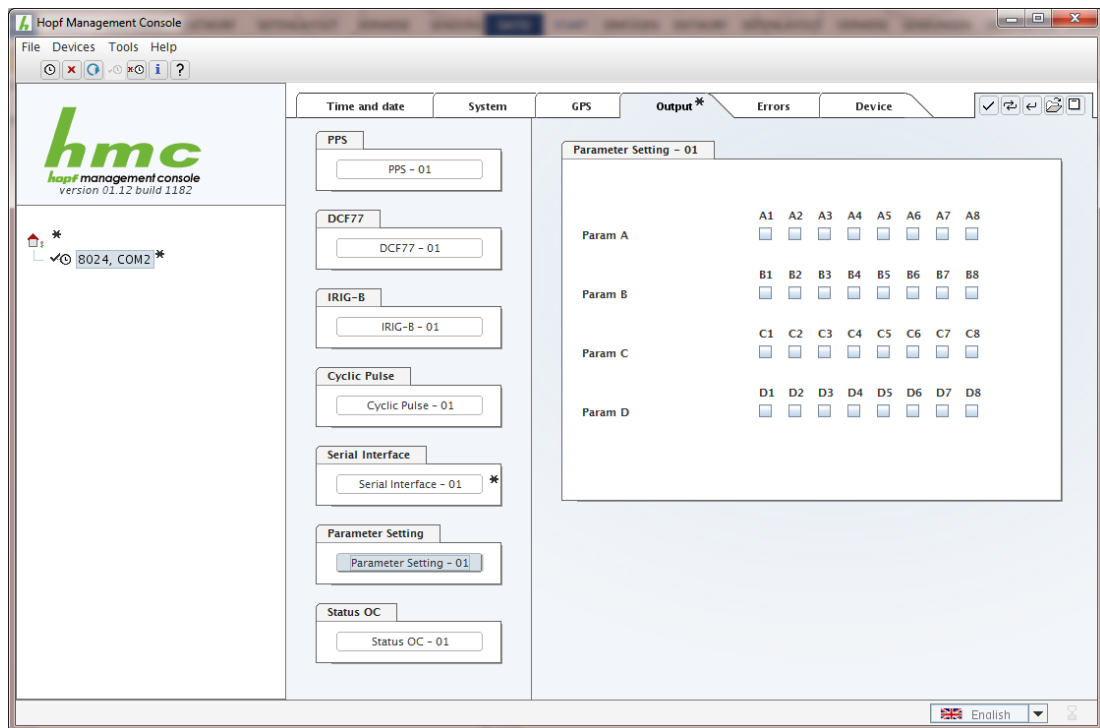 Hopf Management Console
File Devices Tools Help
hmc
hopf management console
version 01.12 build 1182
*
8024, COM2 *
Time and date
System
GPS
Output *
Errors
Device
PPS
PPS - 01
DCF77
DCF77 - 01
IRIG-B
IRIG-B - 01
Cyclic Pulse
Cyclic Pulse - 01
Serial Interface
Serial Interface - 01 *
Parameter Setting
Parameter Setting - 01
Status OC
Status OC - 01
Parameter Setting - 01
A1 A2 A3 A4 A5 A6 A7 A8
Param A
B1 B2 B3 B4 B5 B6 B7 B8
Param B
C1 C2 C3 C4 C5 C6 C7 C8
Param C
D1 D2 D3 D4 D5 D6 D7 D8
Param D
English